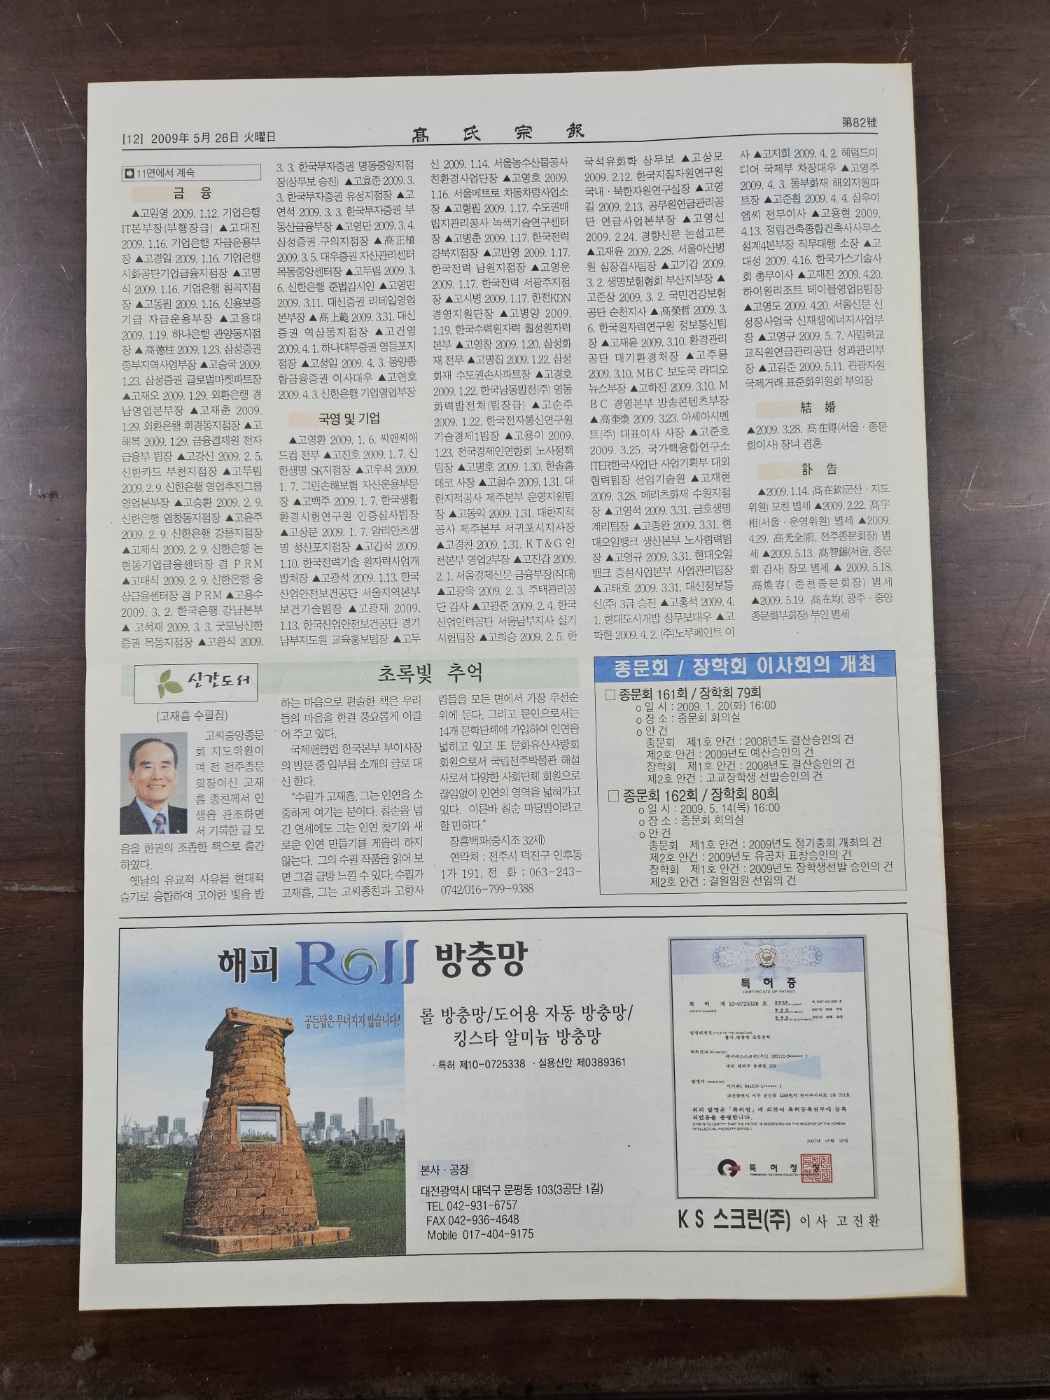 [12] 2009年 5月 26日 火曜日
高氏宗報
第82號
11면에서 계속
금 융
▲고임영 2009. 1.12. 기업은행
IT본부장(부행장급) ▲고대진
2009. 1.16. 기업은행 자금운용부
장 ▲고경일 2009. 1.16. 기업은행
시화공단기업금융지점장 ▲고명
식 2009. 1.16. 기업은행 칠곡지점
장 ▲고동원 2009. 1.16. 신용보증
기금 자금운용부장 ▲고용대
2009. 1.19. 하나은행 관양동지점
장 ▲高德柱 2009. 1.23. 삼성증권
중부지역사업부장 ▲고승국 2009.
1.23. 삼성증권 글로벌마켓파트장
▲고재오 2009. 1.29. 외환은행 경
남영업본부장 ▲고재춘 2009.
1.29. 외환은행 휘경동지점장 ▲고
해록 2009. 1.29. 금융결제원 전자
금융부 팀장 ▲고강신 2009. 2. 5.
신한카드 부천지점장 ▲고두림
2009. 2. 9. 신한은행 영업추진그룹
영업본부장 ▲고승환 2009. 2. 9.
신한은행 염창동지점장 ▲고윤주
2009. 2. 9. 신한은행 강릉지점장
▲고제식 2009. 2. 9. 신한은행 논
현동기업금융센터장 겸 PRM
▲고태식 2009. 2. 9. 신한은행 중
상금융센터장 겸 PRM ▲고용수
2009. 3. 2. 한국은행 강남본부
▲고석재 2009. 3. 3. 굿모닝신한
증권 목동지점장 ▲고완식 2009.
3. 3. 한국투자증권 명동중앙지점
장(상무보 승진) ▲고효준 2009. 3.
3. 한국투자증권 유성지점장 ▲고
연석 2009. 3. 3. 한국투자증권 부
동산금융부장 ▲고영단 2009. 3. 4.
삼성증권 구의지점장 ▲高正植
2009. 3. 5. 대우증권 자산관리센터
목동중앙센터장 ▲고두림 2009. 3.
6. 신한은행 준법감시인 ▲고영민
2009. 3.11. 대신증권 리테일영업
본부장 ▲高上範 2009. 3.31. 대신
증권 역삼동지점장 ▲고건영
2009. 4. 1. 하나대투증권 영등포지
점장 ▲고성일 2009. 4. 3. 동양종
합금융증권 이사대우 ▲고연호
2009. 4. 3. 신한은행 기업영업부장
국영 및 기업
▲고영환 2009. 1. 6. 씨앤씨애
드컴 전무 ▲고진호 2009. 1. 7. 신
한생명 SK지점장 ▲고우석 2009.
1. 7. 그린손해보험 자산운용부문
장 ▲고백주 2009. 1. 7. 한국생활
환경시험연구원 인증심사팀장
▲고상문 2009. 1. 7. 알리안츠생
명 성산포지점장 ▲고갑석 2009.
1.10. 한국전력기술 원자력사업개
발처장 ▲고광석 2009. 1.13. 한국
산업안전보건공단 서울지역본부
보건기술팀장 ▲고광재 2009.
1.13. 한국산업안전보건공단 경기
남부지도원 교육홍보팀장 ▲고두
신 2009. 1.14. 서울농수산물공사
친환경사업단장 ▲고영호 2009.
1.16. 서울메트로 차동차량사업소
장 ▲고형필 2009. 1.17. 수도권매
립지관리공사 녹색기술연구센터
장 ▲고병훈 2009. 1.17. 한국전력
강북지점장 ▲고반영 2009. 1.17.
한국전력 남원지점장 ▲고영운
2009. 1.17. 한국전력 서광주지점
장 ▲고시병 2009. 1.17. 한전KDN
경영지원단장 ▲고병양 2009.
1.19. 한국수력원자력 월성원자력
본부 ▲고영창 2009. 1.20. 삼성화
재 전무 ▲고명집 2009. 1.22. 삼성
화재 수도권손사파트장 ▲고경호
2009. 1.22. 한국남동발전(주) 영동
화력발전처(팀장급) ▲고순주
2009. 1.22. 한국전자통신연구원
기술경제1팀장 ▲고용이 2009.
1.23. 전국경제인연합회 노사정책
팀장 ▲고명호 2009. 1.30. 한솔홈
데코 사장 ▲고철수 2009. 1.31. 대
한지적공사 제주본부 운영지원팀
장 ▲고동익 2009. 1.31. 대한지적
공사 제주본부 서귀포시지사장
▲고경찬 2009. 1.31. KT&G 인
천본부 영업2부장 ▲고진갑 2009.
2. 1. 서울경제신문 금융부장(직대)
▲고광욱 2009. 2. 3. 주택관리공
단 감사 ▲고광준 2009. 2. 4. 한국
산업인력공단 서울남부지사 실기
시험팀장 ▲고희승 2009. 2. 5. 한
국석유화학 상무보 ▲고상모
2009. 2.12. 한국지질자원연구원
국내·북한자원연구실장 ▲고영
길 2009. 2.13. 공무원연금관리공
단 연금사업본부장 ▲고영신
2009. 2.24. 경향신문 논설고문
▲고재윤 2009. 2.28. 서울아산병
원 심장검사팀장 ▲고기갑 2009.
3. 2. 생명보험협회 부산지부장 ▲
고준상 2009. 3. 2. 국민건강보험
공단 순천지사 ▲高榮哲 2009. 3.
6. 한국원자력연구원 정보통신팀
장 ▲고재윤 2009. 3.10. 환경관리
공단 대기환경처장 ▲고주룡
2009. 3.10. MBC 보도국 라디오
뉴스부장 ▲고하진 2009. 3.10. M
BC 경영본부 방송콘텐츠부장
▲高奎煥 2009. 3.23. 아세아시멘
트(주) 대표이사 사장 ▲고준호
2009. 3.25. 국가핵융합연구소
ITER한국사업단 사업기획부 대외
협력팀장 선임기술원 ▲고재현
2009. 3.28. 메리츠화재 수원지점
장 ▲고영석 2009. 3.31. 금호생명
계리팀장 ▲고종완 2009. 3.31. 현
대오일뱅크 생산본부 노사협력팀
장 ▲고영규 2009. 3.31. 현대오일
뱅크 증설사업본부 사업관리팀장
▲고태호 2009. 3.31. 대신정보통
신(주) 3급 승진 ▲고홍석 2009. 4.
1. 현대도시개발 상무보대우 ▲고
학현 2009. 4. 2. (주)노루페인트 이
사 ▲고지희 2009. 4. 2. 헤럴드미
디어 국제부 차장대우 ▲고영주
2009. 4. 3. 동부화재 해외지원파
트장 ▲고준힘 2009. 4. 4. 삼우이
엠씨 전무이사 ▲고용현 2009.
4.13. 정림건축종합건축사사무소
설계4본부장 직무대행 소장 ▲고
대성 2009. 4.16. 한국가스기술사
회 총무이사 ▲고재진 2009. 4.20.
하이원리조트 테이블영업B팀장
▲고영도 2009. 4.20. 서울신문 신
성장사업국 신재생에너지사업부
장 ▲고영규 2009. 5. 7. 사립학교
교직원연금관리공단 성과관리부
장 ▲고김준 2009. 5.11. 관광자원
국제거래 표준화위원회 부의장
結 婚
▲2009. 3.28. 高在得(서울·종문
회이사) 장녀 결혼
訃 告
▲2009. 1.14. 高在欽(군산·지도
위원) 모친 별세 ▲2009. 2.22. 高宇
相(서울·운영위원) 별세 ▲2009.
4.29. 高光全(前, 전주종문회장) 별
세 ▲2009. 5.13. 高智錫(서울, 종문
회 감사) 장모 별세 ▲2009. 5.18.
高煥容(춘천종문회장) 별세
▲2009. 5.19. 高在均(광주·중앙
종문회부회장) 부인 별세
신간도서
초록빛 추억
(고재흠 수필집)
고씨중앙종문
회 지도위원이
며 전 전주종문
회장이신 고재
흠 종친께서 인
생을 관조하면
서 기록한 글 모
음을 한권의 조촐한 책으로 출간
하였다.
옛날의 유교적 사유를 현대적
슬기로 융합하여 고아한 빛을 발
하는 마음으로 편술한 책은 우리
들의 마음을 한결 풍요롭게 이끌
어 주고 있다.
국제팬클럽 한국본부 부이사장
의 발문 중 일부를 소개의 글로 대
신 한다.
"수필가 고재흠, 그는 인연을 소
중하게 여기는 분이다. 칠순을 넘
긴 연세에도 그는 인연 찾기와 새
로운 인연 만들기를 게을리 하지
않는다. 그의 수필 작품을 읽어 보
면 그걸 금방 느낄 수 있다. 수필가
고재흠, 그는 고씨종친과 고향사
람들을 모든 면에서 가장 우선순
위에 둔다. 그리고 문인으로서는
14개 문학단체에 가입하여 인연을
넓히고 있고 또 문화유산사랑회
회원으로서 국립전주박물관 해설
사로서 다양한 사회단체 회원으로
끊임없이 인연의 영역을 넓혀가고
있다. 이른바 칠순 마당발이라고
할 만하다."
장흥백파(중시조 32세)
연락처 : 전주시 덕진구 인후동
1가 191. 전 화 : 063-243-
0742/016-799-9388
종문회 / 장학회 이사회의 개최
□ 종문회 161회 / 장학회 79회
o 일 시 : 2009. 1. 20(화) 16:00
o 장 소 : 종문회 회의실
o 안 건
종문회 제1호 안건 : 2008년도 결산승인의 건
제2호 안건 : 2009년도 예산승인의 건
장학회 제1호 안건 : 2008년도 결산승인의 건
제2호 안건 : 고교장학생 선발승인의 건
□ 종문회 162회 / 장학회 80회
o 일 시 : 2009. 5. 14(목) 16:00
o 장 소 : 종문회 회의실
o 안 건
종문회 제1호 안건 : 2009년도 정기총회 개최의 건
제2호 안건 : 2009년도 유공자 표창승인의 건
장학회 제1호 안건 : 2009년도 장학생선발 승인의 건
제2호 안건 : 결원임원 선임의 건
해피 Roll 방충망
공든탑은 무너지지 않습니다!
롤 방충망/도어용 자동 방충망/
킹스타 알미늄 방충망
·특허 제10-0725338 ·실용신안 제0389361
본사·공장
대전광역시 대덕구 문평동 103(3공단 1길)
TEL 042-931-6757
FAX 042-936-4648
Mobile 017-404-9175
특 허 증
CERTIFICATE OF PATENT
특 허 제 10-0725338 호
위의 발명은 「특허법」에 의하여 특허등록원부에 등록
되었음을 증명합니다.
특 허 청 장
KS 스크린(주) 이사 고진환